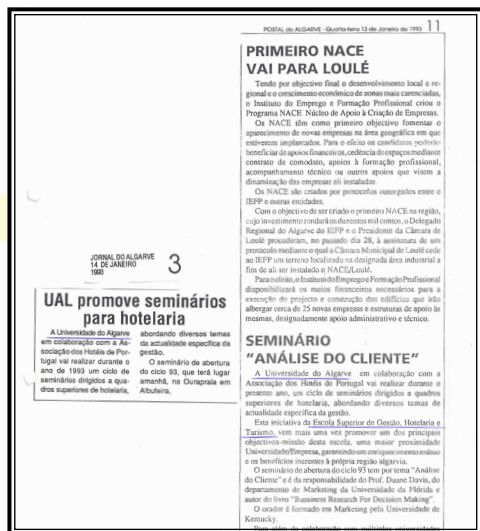 POSTAL do ALGARVE - Quarta-feira 13 de Janeiro de 1993 11
PRIMEIRO NACE
VAI PARA LOULÉ
Tendo por objectivo final o desenvolvimento local e re-
gional e o crescimento económico de zonas mais carenciadas,
o Instituto do Emprego e Formação Profissional criou o
Programa NACE Núcleo de Apoio à Criação de Empresas.
Os NACE têm como primeiro objectivo fomentar o
aparecimento de novas empresas na área geográfica em que
estiverem implantados. Para o efeito os candidatos poderão
beneficiar de apoios financeiros, cedência de espaços mediante
contrato de comodato, apoios à formação profissional,
acompanhamento técnico ou outros apoios que visem a
dinamização das empresas ali instaladas.
Os NACE são criados por protocolos outorgados entre o
IEFP e outras entidades.
Com o objectivo de ser criado o primeiro NACE na região,
cujo investimento rondará os duzentos mil contos, o Delegado
Regional do Algarve do IEFP e o Presidente da Câmara de
Loulé procederam, no passado dia 28, à assinatura de um
protocolo mediante o qual a Câmara Municipal de Loulé cede
ao IEFP um terreno localizado na designada área industrial a
fim de ali ser instalado o NACE/Loulé.
Para o efeito, o Instituto do Emprego e Formação Profissional
disponibilizará os meios financeiros necessários para a
execução do projecto e construção dos edifícios que irão
albergar cerca de 25 novas empresas e estruturas de apoio às
mesmas, designadamente apoio administrativo e técnico.
JORNAL DO ALGARVE
14 DE JANEIRO
1993
3
UAL promove seminários
para hotelaria
A Universidade do Algarve
em colaboração com a As-
sociação dos Hotéis de Por-
tugal vai realizar durante o
ano de 1993 um ciclo de
seminários dirigidos a qua-
dros superiores de hotelaria,
abordando diversos temas
da actualidade específica da
gestão.
O seminário de abertura
do ciclo 93, que terá lugar
amanhã, no Ourapraia em
Albufeira.
SEMINÁRIO
"ANÁLISE DO CLIENTE"
A Universidade do Algarve em colaboração com a
Associação dos Hotéis de Portugal vai realizar durante o
presente ano, um ciclo de seminários dirigidos a quadros
superiores de hotelaria, abordando diversos temas de
actualidade específica da gestão.
Esta iniciativa da Escola Superior de Gestão, Hotelaria e
Turismo, vem mais uma vez promover um dos principais
objectivos-missão desta escola, uma maior proximidade
Universidade/Empresa, garantindo um enriquecimento mútuo
e os benefícios inerentes à própria região algarvia.
O seminário de abertura do ciclo 93 tem por tema "Análise
do Cliente" e é da responsabilidade do Prof. Duane Davis, do
departamento de Marketing da Universidade da Flórida e
autor do livro "Bussiness Research For Decision Making".
O orador é formado em Marketing pela Universidade de
Kentucky.